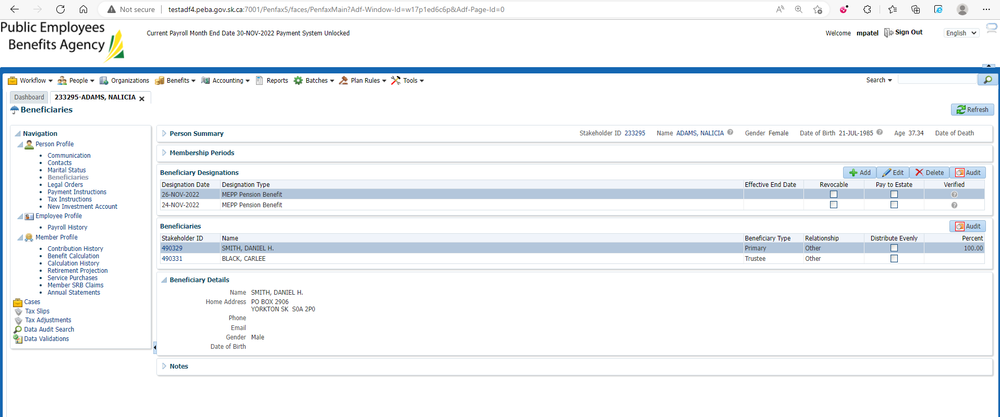 Not secure testadf4.peba.gov.sk.ca:7001/Penfax5/faces/PenfaxMain?Adf-Window-Id=w17p1ed6c6p&Adf-Page-Id=0
Public Employees
Benefits Agency
Current Payroll Month End Date 30-NOV-2022 Payment System Unlocked
Welcome mpatel Sign Out English
Workflow People Organizations Benefits Accounting Reports Batches Plan Rules Tools Search
Dashboard 233295-ADAMS, NALICIA
Beneficiaries
Refresh
Navigation
Person Profile
Communication
Contacts
Marital Status
Beneficiaries
Legal Orders
Payment Instructions
Tax Instructions
New Investment Account
Employee Profile
Payroll History
Member Profile
Contribution History
Benefit Calculation
Calculation History
Retirement Projection
Service Purchases
Member SRB Claims
Annual Statements
Cases
Tax Slips
Tax Adjustments
Data Audit Search
Data Validations
Person Summary Stakeholder ID 233295 Name ADAMS, NALICIA Gender Female Date of Birth 21-JUL-1985 Age 37.34 Date of Death
Membership Periods
Beneficiary Designations Add Edit Delete Audit
Designation Date Designation Type Effective End Date Revocable Pay to Estate Verified
26-NOV-2022 MEPP Pension Benefit
24-NOV-2022 MEPP Pension Benefit
Beneficiaries Audit
Stakeholder ID Name Beneficiary Type Relationship Distribute Evenly Percent
490329 SMITH, DANIEL H. Primary Other 100.00
490331 BLACK, CARLEE Trustee Other
Beneficiary Details
Name SMITH, DANIEL H.
Home Address PO BOX 2906
YORKTON SK S0A 2P0
Phone
Email
Gender Male
Date of Birth
Notes